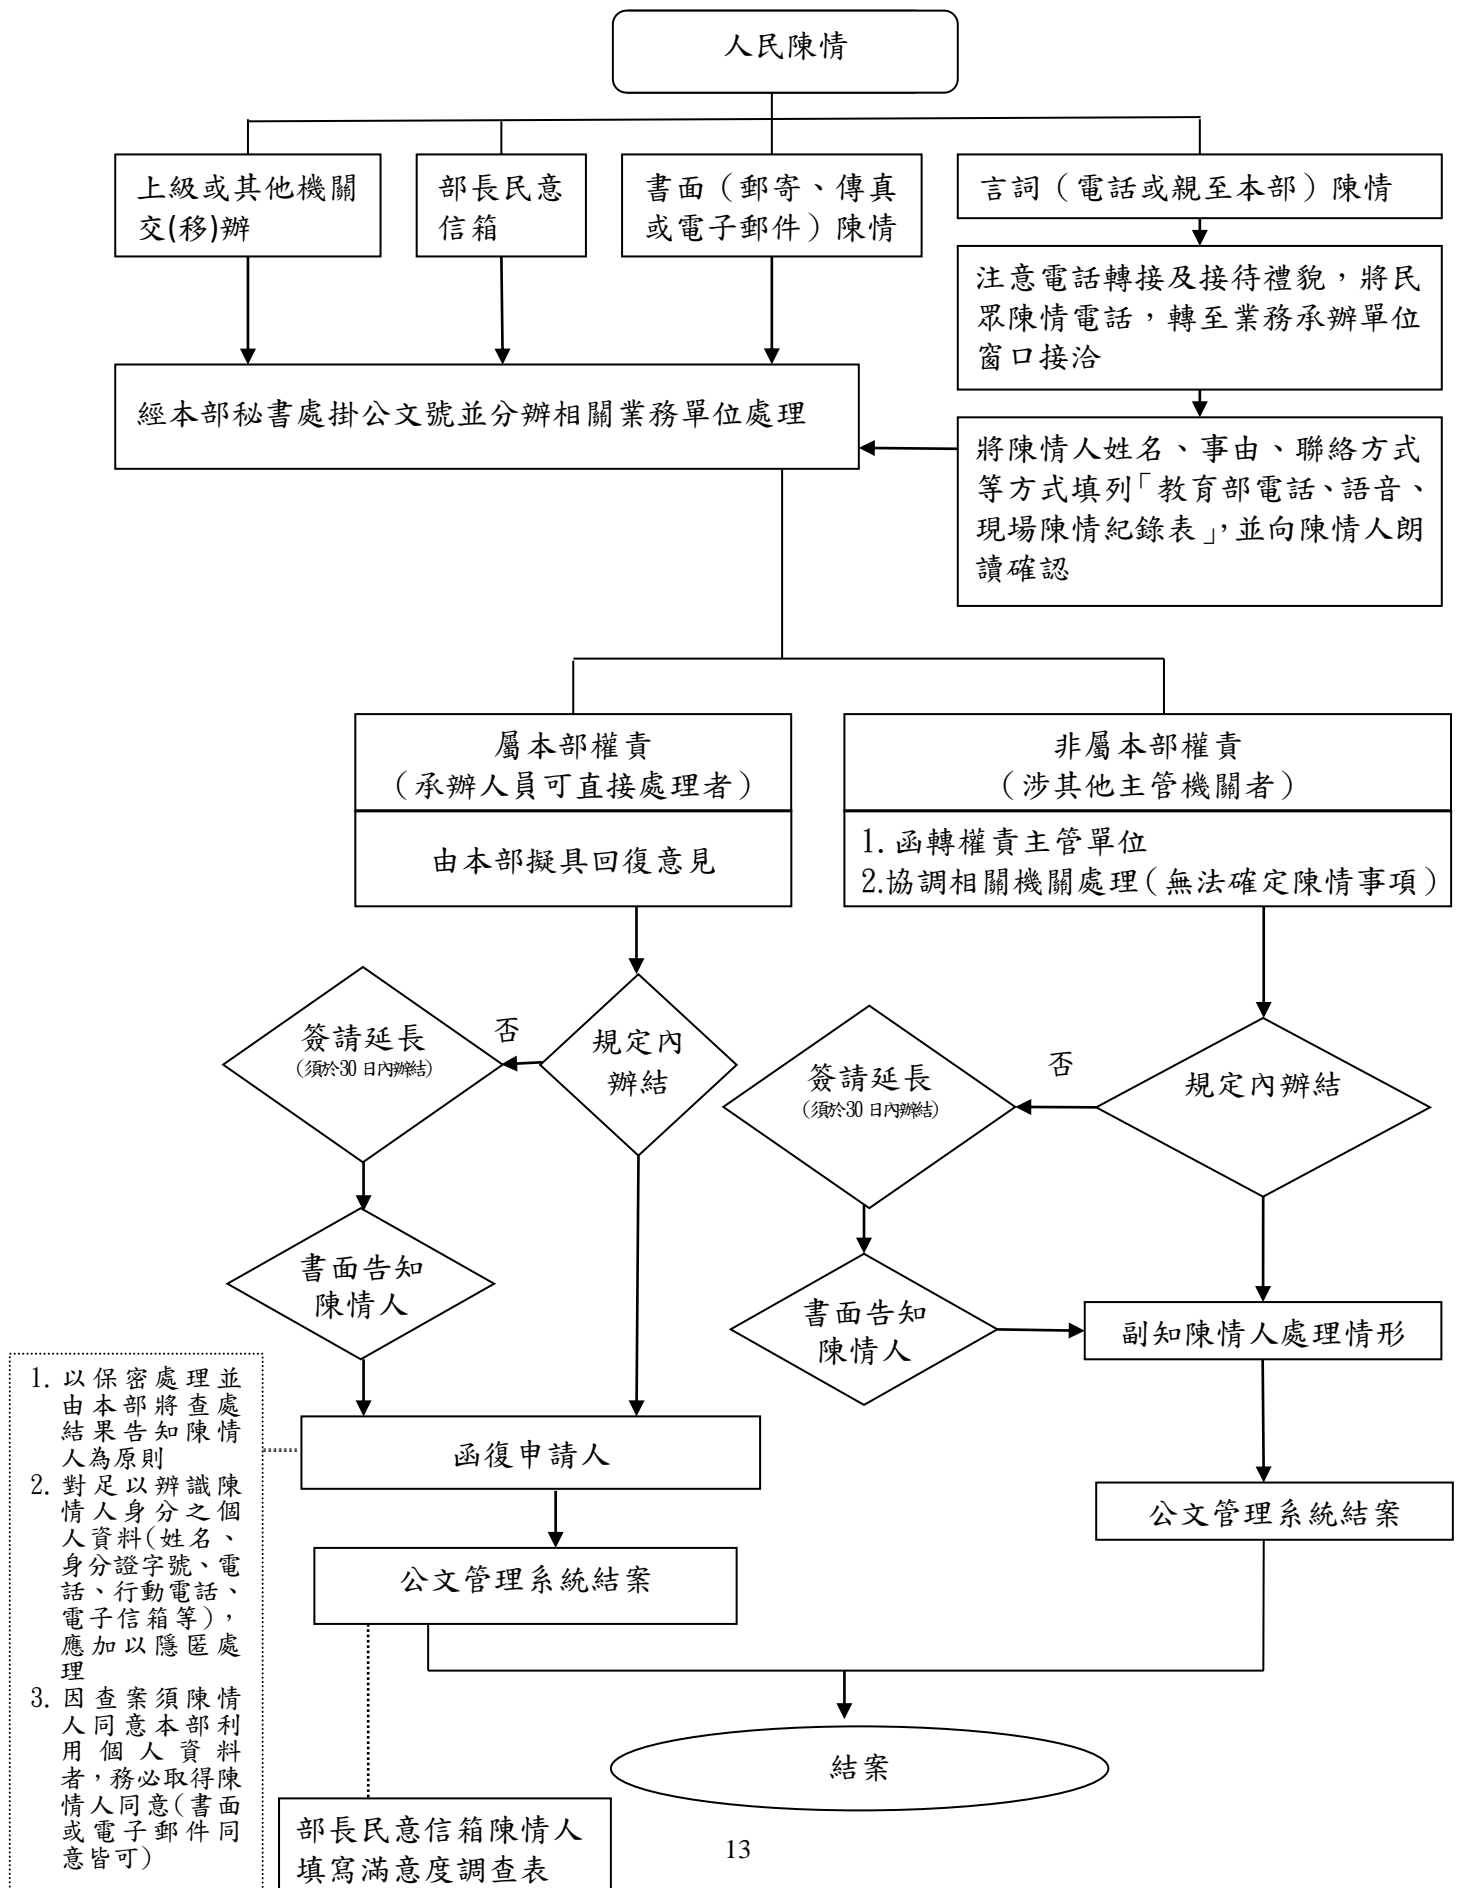 人民陳情
上級或其他機關
交(移)辦
部長民意
信箱
書面（郵寄、傳真
或電子郵件）陳情
言詞（電話或親至本部）陳情
注意電話轉接及接待禮貌，將民
眾陳情電話，轉至業務承辦單位
窗口接洽
經本部秘書處掛公文號並分辦相關業務單位處理
將陳情人姓名、事由、聯絡方式
等方式填列「教育部電話、語音、
現場陳情紀錄表」，並向陳情人朗
讀確認
屬本部權責
（承辦人員可直接處理者）
由本部擬具回復意見
非屬本部權責
（涉其他主管機關者）
1. 函轉權責主管單位
2.協調相關機關處理（無法確定陳情事項）
簽請延長
(須於30 日內辦結)
否
規定內
辦結
簽請延長
(須於30 日內辦結)
否
規定內辦結
書面告知
陳情人
書面告知
陳情人
副知陳情人處理情形
1. 以保密處理並
由本部將查處
結果告知陳情
人為原則
2. 對足以辨識陳
情人身分之個
人資料(姓名、
身分證字號、電
話、行動電話、
電子信箱等)，
應加以隱匿處
理
3. 因查案須陳情
人同意本部利
用個人資料
者，務必取得陳
情人同意(書面
或電子郵件同
意皆可)
函復申請人
公文管理系統結案
公文管理系統結案
結案
部長民意信箱陳情人
填寫滿意度調查表
13